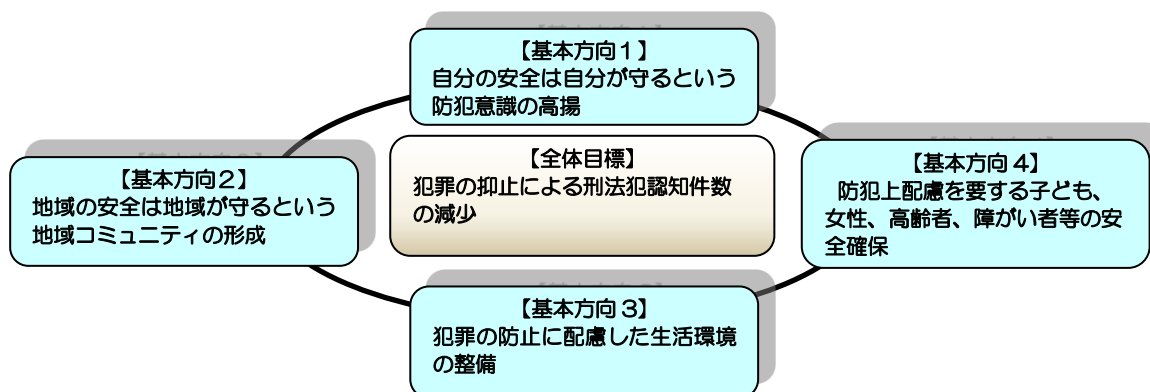 【基本方向１】
自分の安全は自分が守るという
防犯意識の高揚
【全体目標】
犯罪の抑止による刑法犯認知件数
の減少
【基本方向２】
地域の安全は地域が守るという
地域コミュニティの形成
【基本方向４】
防犯上配慮を要する子ども、
女性、高齢者、障がい者等の安
全確保
【基本方向３】
犯罪の防止に配慮した生活環境
の整備